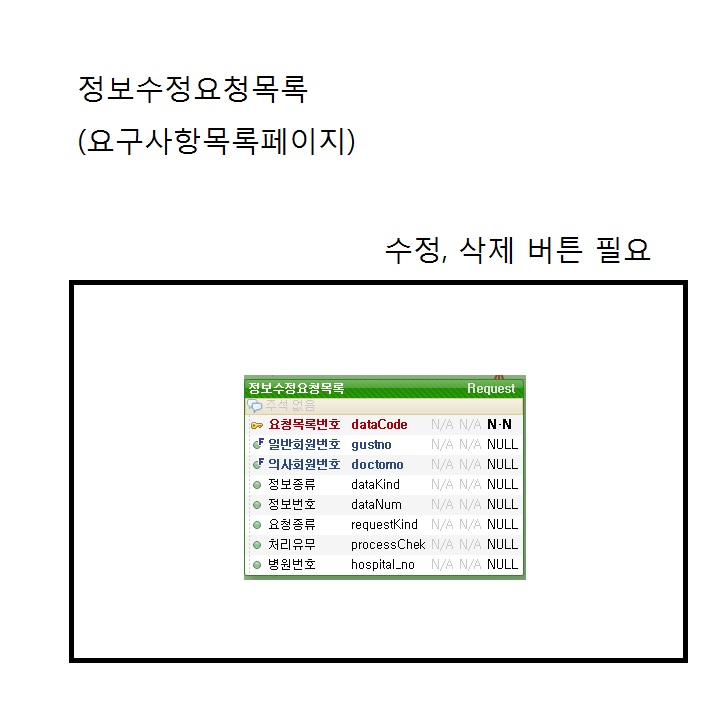 정보수정요청목록
(요구사항목록페이지)
수정, 삭제 버튼 필요
정보수정요청목록 Request
주석 없음
요청목록번호 dataCode N/A N/A N-N
F 일반회원번호 gustno N/A N/A NULL
F 의사회원번호 doctorno N/A N/A NULL
정보종류 dataKind N/A N/A NULL
정보번호 dataNum N/A N/A NULL
요청종류 requestKind N/A N/A NULL
처리유무 processChek N/A N/A NULL
병원번호 hospital_no N/A N/A NULL